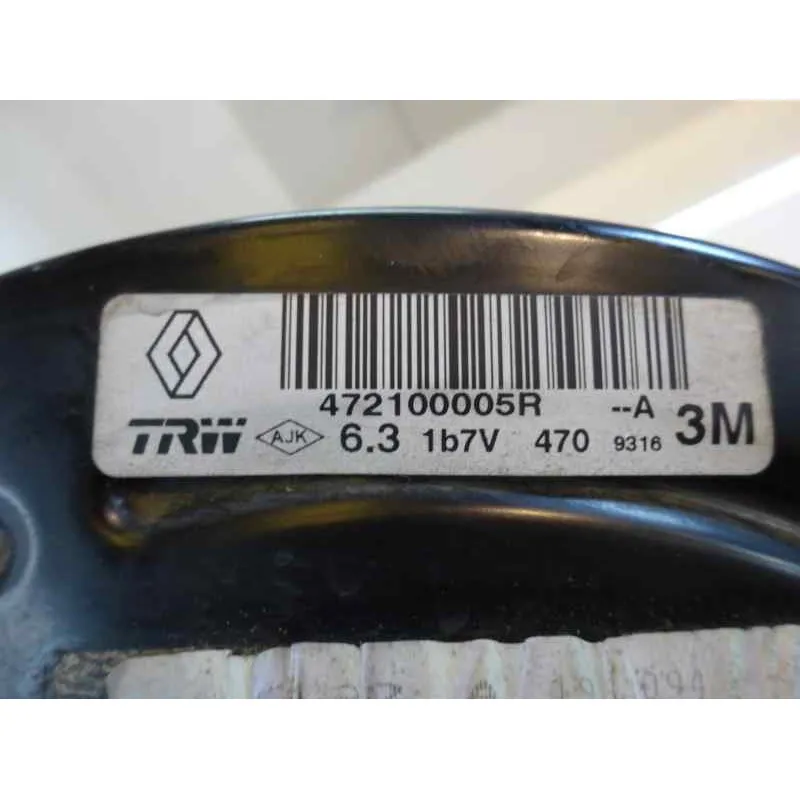 472100005R --A
TRW AJK 6.3 1b7V 470 9316 3M